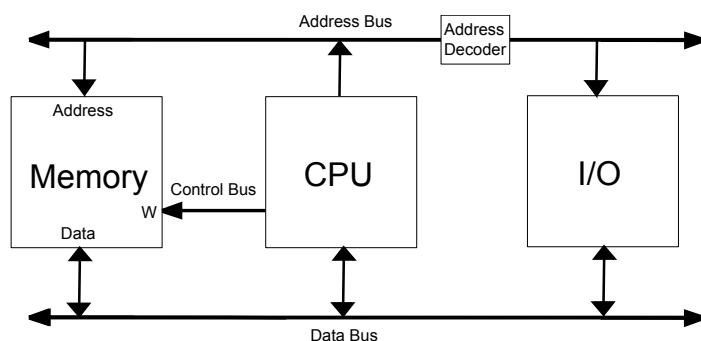 Address Bus
Address
Decoder
Address
Memory
CPU
I/O
Control Bus
W
Data
Data Bus